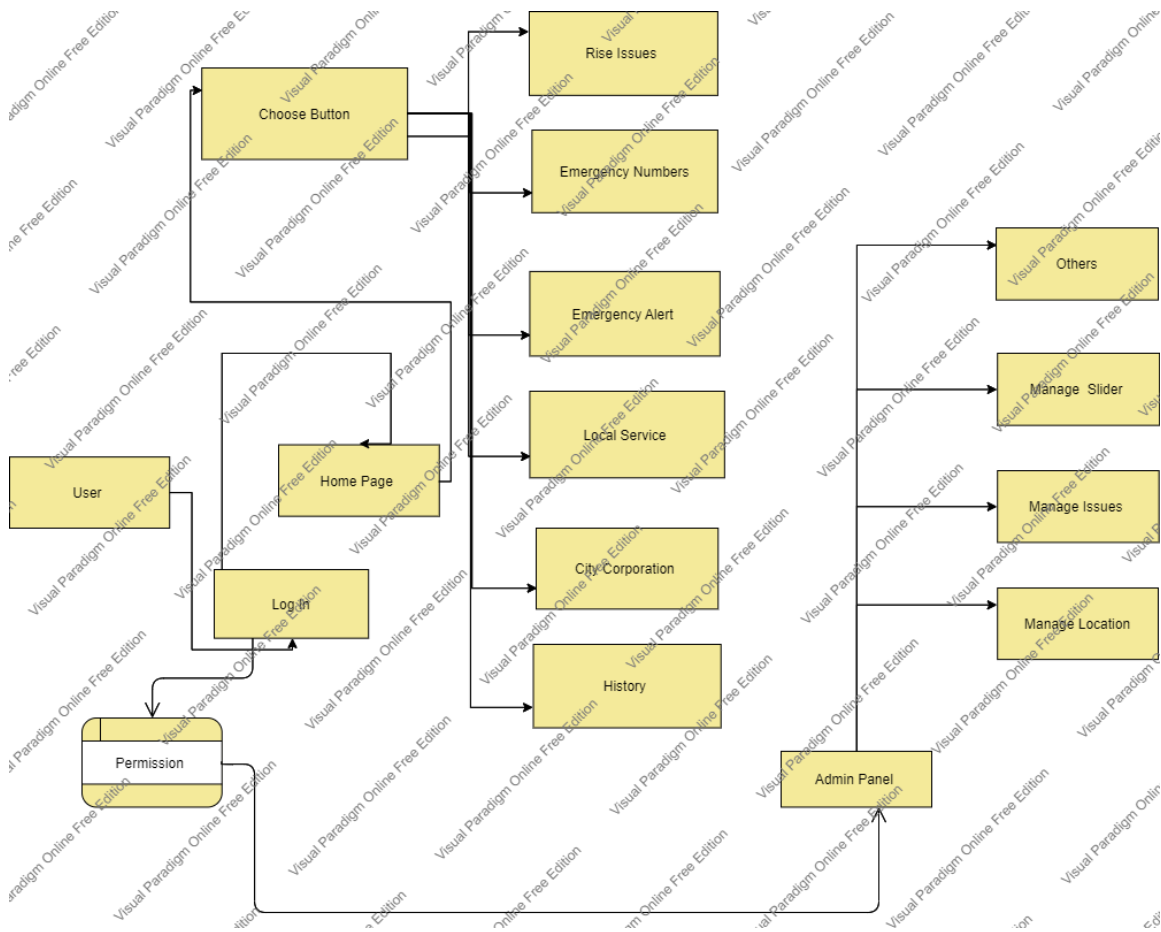 Rise Issues
Choose Button
Emergency Numbers
Others
Emergency Alert
Manage  Slider
Local Service
Home Page
User
Manage Issues
City Corporation
Log In
Manage Location
History
Permission
Admin Panel
Visual Paradigm Online Free Edition